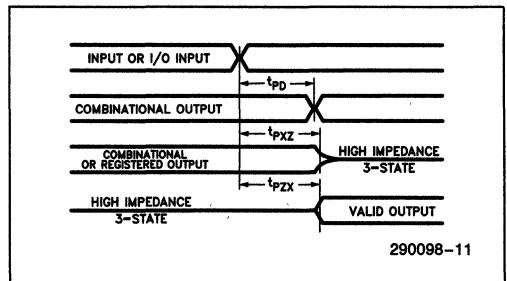 INPUT OR I/O INPUT
tPD
COMBINATIONAL OUTPUT
tPXZ
COMBINATIONAL
OR REGISTERED OUTPUT
HIGH IMPEDANCE
3-STATE
tPZX
HIGH IMPEDANCE
3-STATE
VALID OUTPUT
290098-11